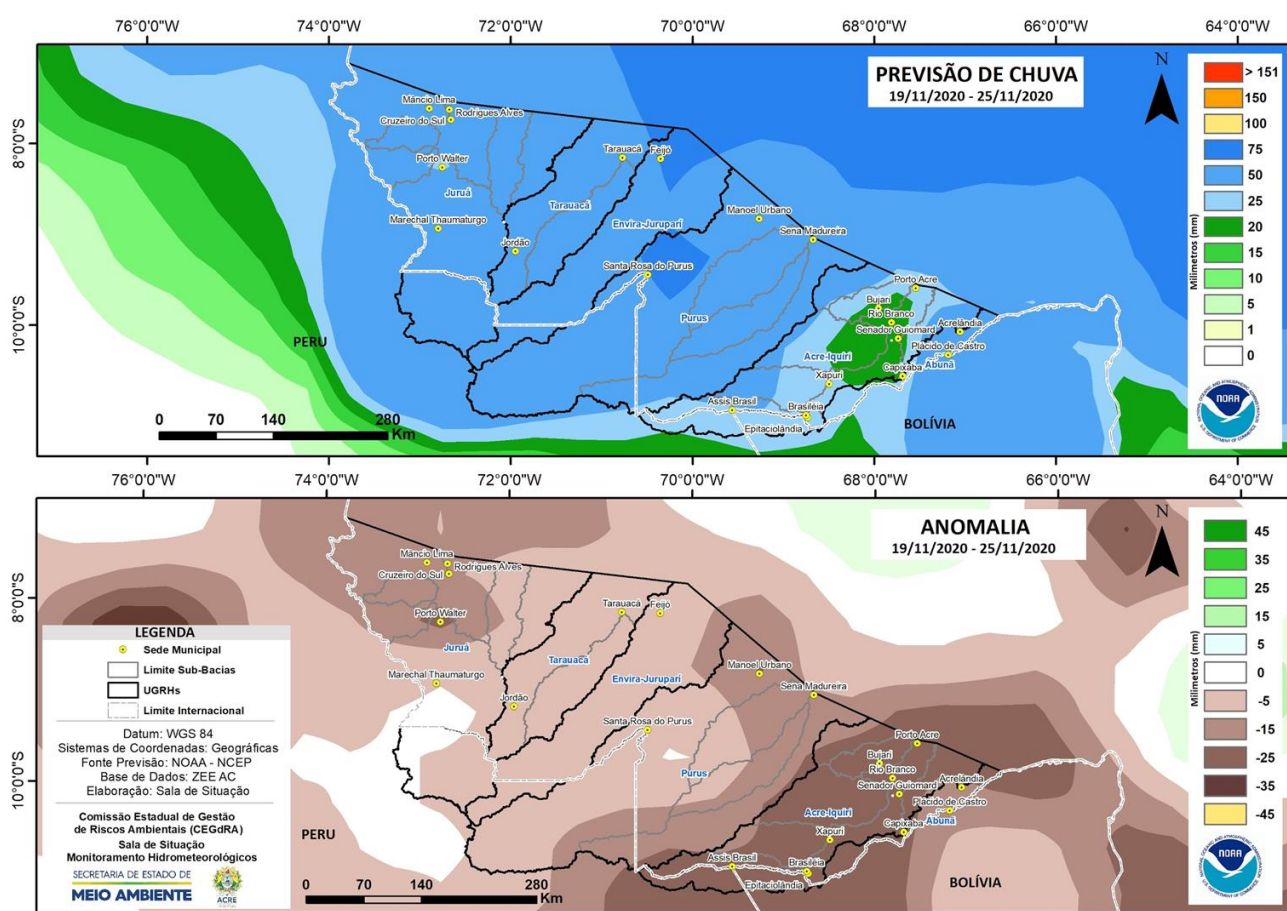 76°0'0"W 74°0'0"W 72°0'0"W 70°0'0"W 68°0'0"W 66°0'0"W 64°0'0"W
PREVISÃO DE CHUVA
19/11/2020 - 25/11/2020
N
8°0'0"S
10°0'0"S
Mâncio Lima
Rodrigues Alves
Cruzeiro do Sul
Porto Walter
Juruá
Marechal Thaumaturgo
Jordão
Tarauacá
Feijó
Tarauacá
Envira-Juruparí
Santa Rosa do Purus
Manoel Urbano
Sena Madureira
Purus
Porto Acre
Bujari
Rio Branco
Senador Guiomard
Acrelândia
Plácido de Castro
Abunã
Acre-Iquiri
Capixaba
Xapuri
Assis Brasil
Brasiléia
Epitaciolândia
PERU
BOLÍVIA
0 70 140 280
Km
Milímetros (mm)
> 151
150
100
75
50
25
20
15
10
5
1
0
NOAA
76°0'0"W 74°0'0"W 72°0'0"W 70°0'0"W 68°0'0"W 66°0'0"W 64°0'0"W
ANOMALIA
19/11/2020 - 25/11/2020
N
8°0'0"S
10°0'0"S
Mâncio Lima
Rodrigues Alves
Cruzeiro do Sul
Porto Walter
Juruá
Marechal Thaumaturgo
Jordão
Tarauacá
Feijó
Tarauacá
Envira-Juruparí
Santa Rosa do Purus
Manoel Urbano
Sena Madureira
Purus
Porto Acre
Bujari
Rio Branco
Senador Guiomard
Acrelândia
Plácido de Castro
Abunã
Acre-Iquiri
Capixaba
Xapuri
Assis Brasil
Brasiléia
Epitaciolândia
PERU
BOLÍVIA
0 70 140 280
Km
Milímetros (mm)
45
35
25
15
5
0
-5
-15
-25
-35
-45
NOAA
LEGENDA
Sede Municipal
Limite Sub-Bacias
UGRHs
Limite Internacional
Datum: WGS 84
Sistemas de Coordenadas: Geográficas
Fonte Previsão: NOAA - NCEP
Base de Dados: ZEE AC
Elaboração: Sala de Situação
Comissão Estadual de Gestão
de Riscos Ambientais (CEGdRA)
Sala de Situação
Monitoramento Hidrometeorológicos
SECRETARIA DE ESTADO DE
MEIO AMBIENTE
ACRE